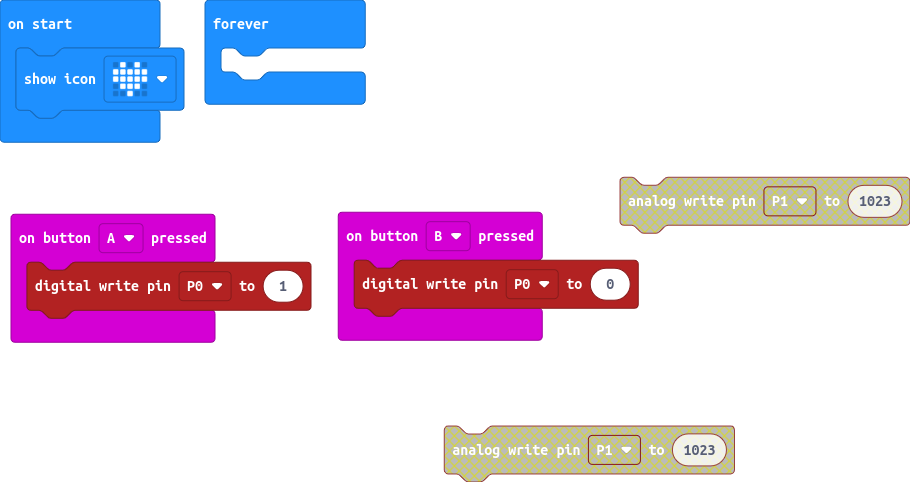 on start
show icon
forever
analog write pin P1 to 1023
on button A pressed
digital write pin P0 to 1
on button B pressed
digital write pin P0 to 0
analog write pin P1 to 1023